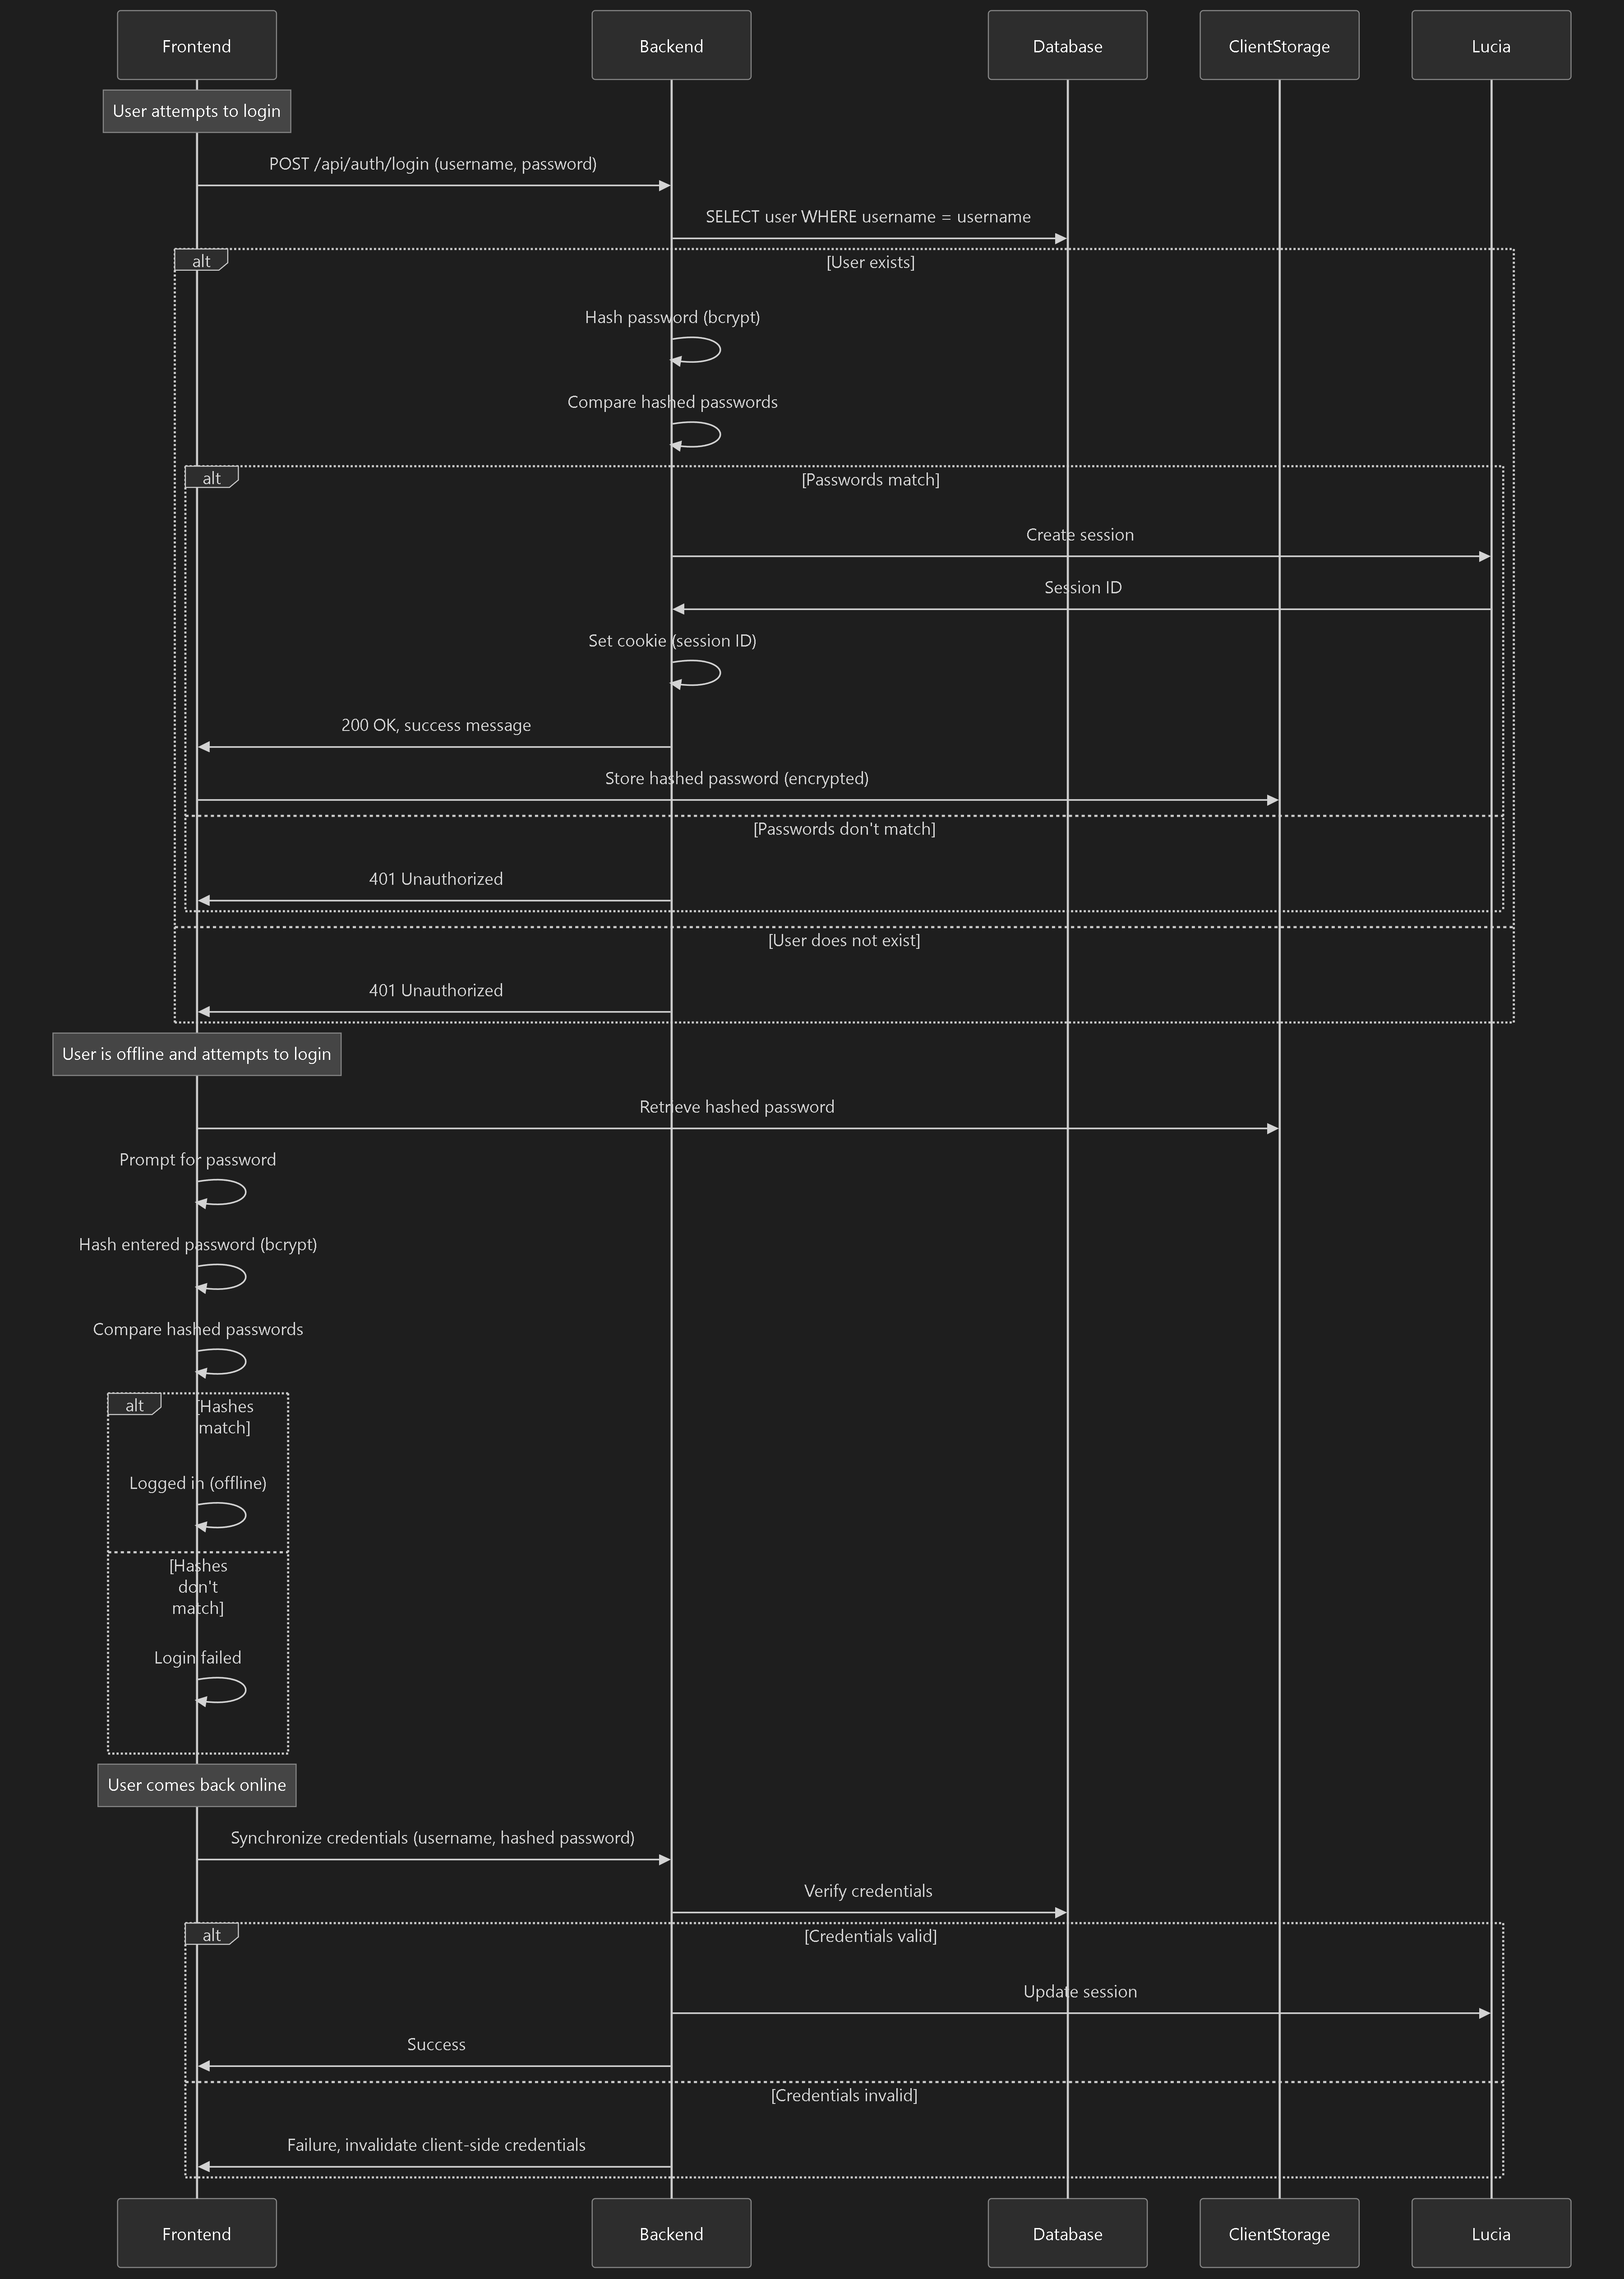 Frontend
Backend
Database
ClientStorage
Lucia
User attempts to login
POST /api/auth/login (username, password)
SELECT user WHERE username = username
alt
[User exists]
Hash password (bcrypt)
Compare hashed passwords
alt
[Passwords match]
Create session
Session ID
Set cookie (session ID)
200 OK, success message
Store hashed password (encrypted)
[Passwords don't match]
401 Unauthorized
[User does not exist]
401 Unauthorized
User is offline and attempts to login
Retrieve hashed password
Prompt for password
Hash entered password (bcrypt)
Compare hashed passwords
alt
[Hashes
match]
Logged in (offline)
[Hashes
don't
match]
Login failed
User comes back online
Synchronize credentials (username, hashed password)
Verify credentials
alt
[Credentials valid]
Update session
Success
[Credentials invalid]
Failure, invalidate client-side credentials
Frontend
Backend
Database
ClientStorage
Lucia